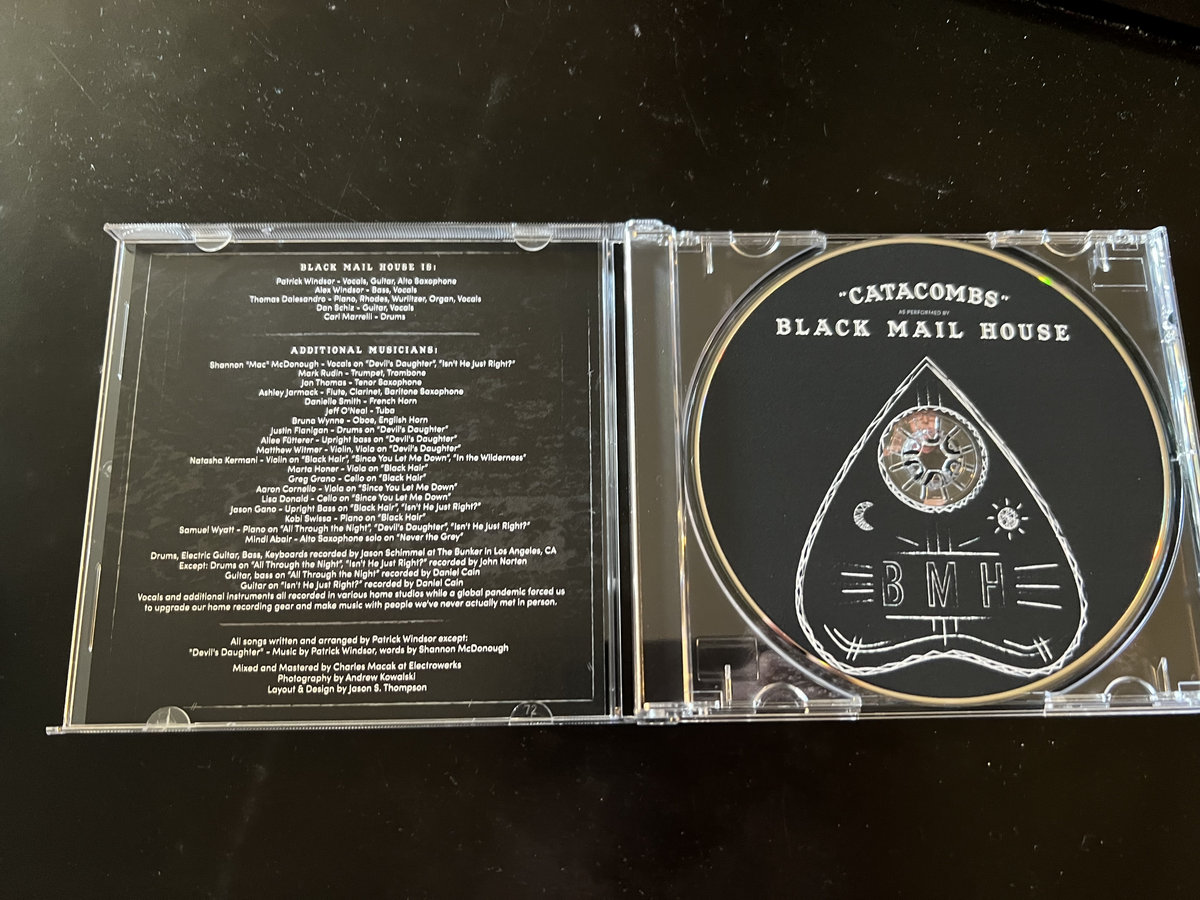 BLACK MAIL HOUSE IS:
Patrick Windsor - Vocals, Guitar, Alto Saxophone
Alex Windsor - Bass, Vocals
Thomas Dalesandro - Piano, Rhodes, Wurlitzer, Organ, Vocals
Dan Schiz - Guitar, Vocals
Carl Marrelli - Drums
ADDITIONAL MUSICIANS:
Shannon "Mac" McDonough - Vocals on "Devil's Daughter", "Isn't He Just Right?"
Mark Rudin - Trumpet, Trombone
Jon Thomas - Tenor Saxophone
Ashley Jarmack - Flute, Clarinet, Baritone Saxophone
Danielle Smith - French Horn
Jeff O'Neal - Tuba
Bruna Wynne - Oboe, English Horn
Justin Flanigan - Drums on "Devil's Daughter"
Allee Fütterer - Upright bass on "Devil's Daughter"
Matthew Witmer - Violin, Viola on "Devil's Daughter"
Natasha Kermani - Violin on "Black Hair", "Since You Let Me Down", "In the Wilderness"
Marta Honer - Viola on "Black Hair"
Greg Grano - Cello on "Black Hair"
Aaron Cornelio - Viola on "Since You Let Me Down"
Lisa Donald - Cello on "Since You Let Me Down"
Jason Gano - Upright Bass on "Black Hair", "Isn't He Just Right?"
Kobi Swissa - Piano on "Black Hair"
Samuel Wyatt - Piano on "All Through the Night", "Devil's Daughter", "Isn't He Just Right?"
Mindi Abair - Alto Saxophone solo on "Never the Grey"
Drums, Electric Guitar, Bass, Keyboards recorded by Jason Schimmel at The Bunker in Los Angeles, CA
Except: Drums on "All Through the Night", "Isn't He Just Right?" recorded by John Norten
Guitar, bass on "All Through the Night" recorded by Daniel Cain
Guitar on "Isn't He Just Right?" recorded by Daniel Cain
Vocals and additional instruments all recorded in various home studios while a global pandemic forced us
to upgrade our home recording gear and make music with people we've never actually met in person.
All songs written and arranged by Patrick Windsor except:
"Devil's Daughter" - Music by Patrick Windsor, words by Shannon McDonough
Mixed and Mastered by Charles Macak at Electrowerks
Photography by Andrew Kowalski
Layout & Design by Jason S. Thompson
72
"CATACOMBS"
AS PERFORMED BY
BLACK MAIL HOUSE
BMH